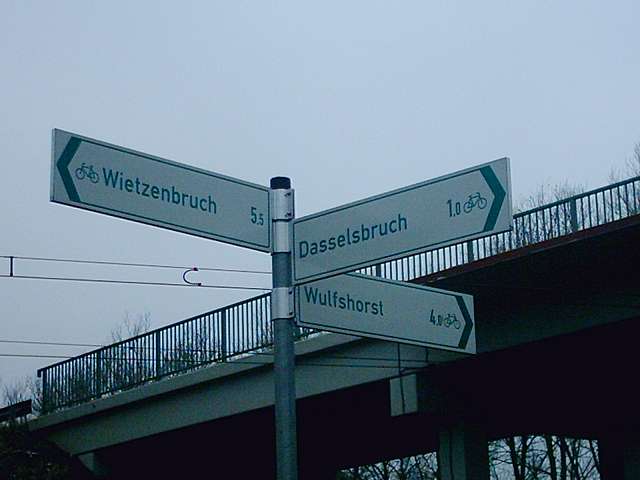 Wietzenbruch 5.5
Dasselsbruch 1.0
Wulfshorst 4.0